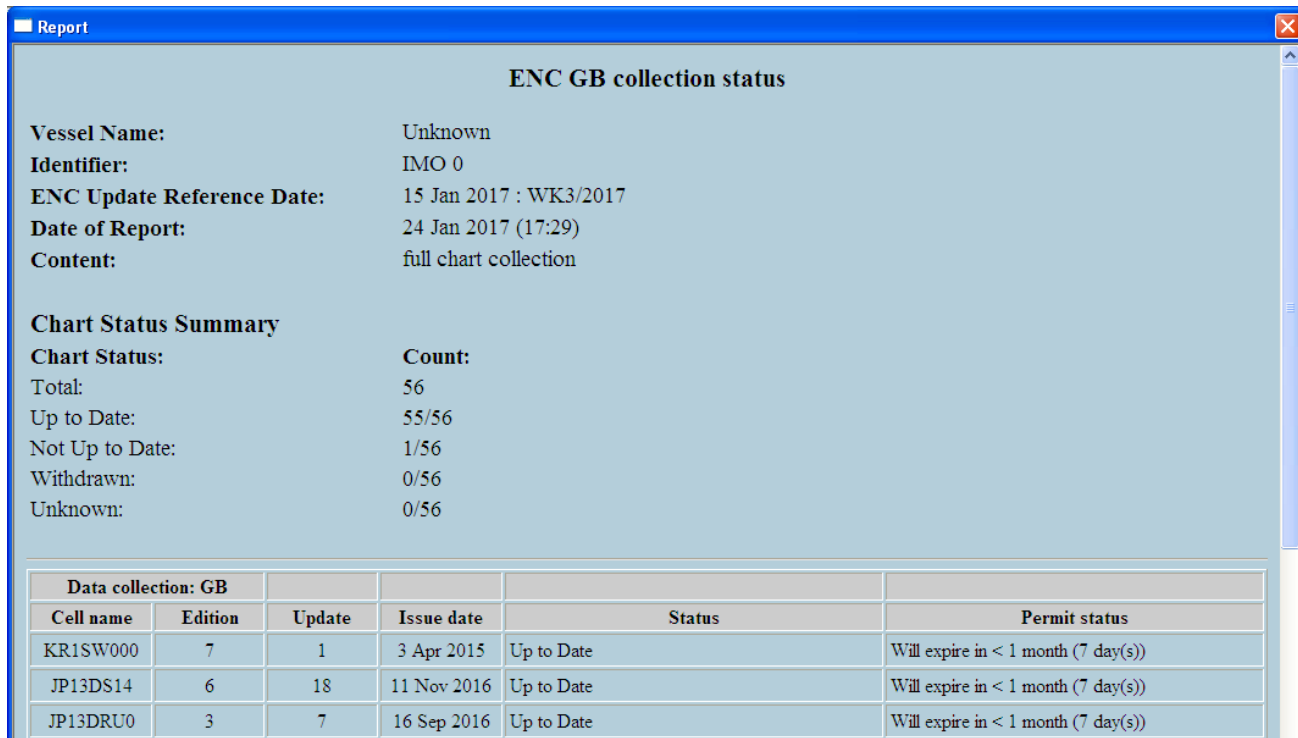 Report
ENC GB collection status
Vessel Name: Unknown
Identifier: IMO 0
ENC Update Reference Date: 15 Jan 2017 : WK3/2017
Date of Report: 24 Jan 2017 (17:29)
Content: full chart collection
Chart Status Summary
Chart Status: Count:
Total: 56
Up to Date: 55/56
Not Up to Date: 1/56
Withdrawn: 0/56
Unknown: 0/56
Data collection: GB
Cell name Edition Update Issue date Status Permit status
KR1SW000 7 1 3 Apr 2015 Up to Date Will expire in < 1 month (7 day(s))
JP13DS14 6 18 11 Nov 2016 Up to Date Will expire in < 1 month (7 day(s))
JP13DRU0 3 7 16 Sep 2016 Up to Date Will expire in < 1 month (7 day(s))